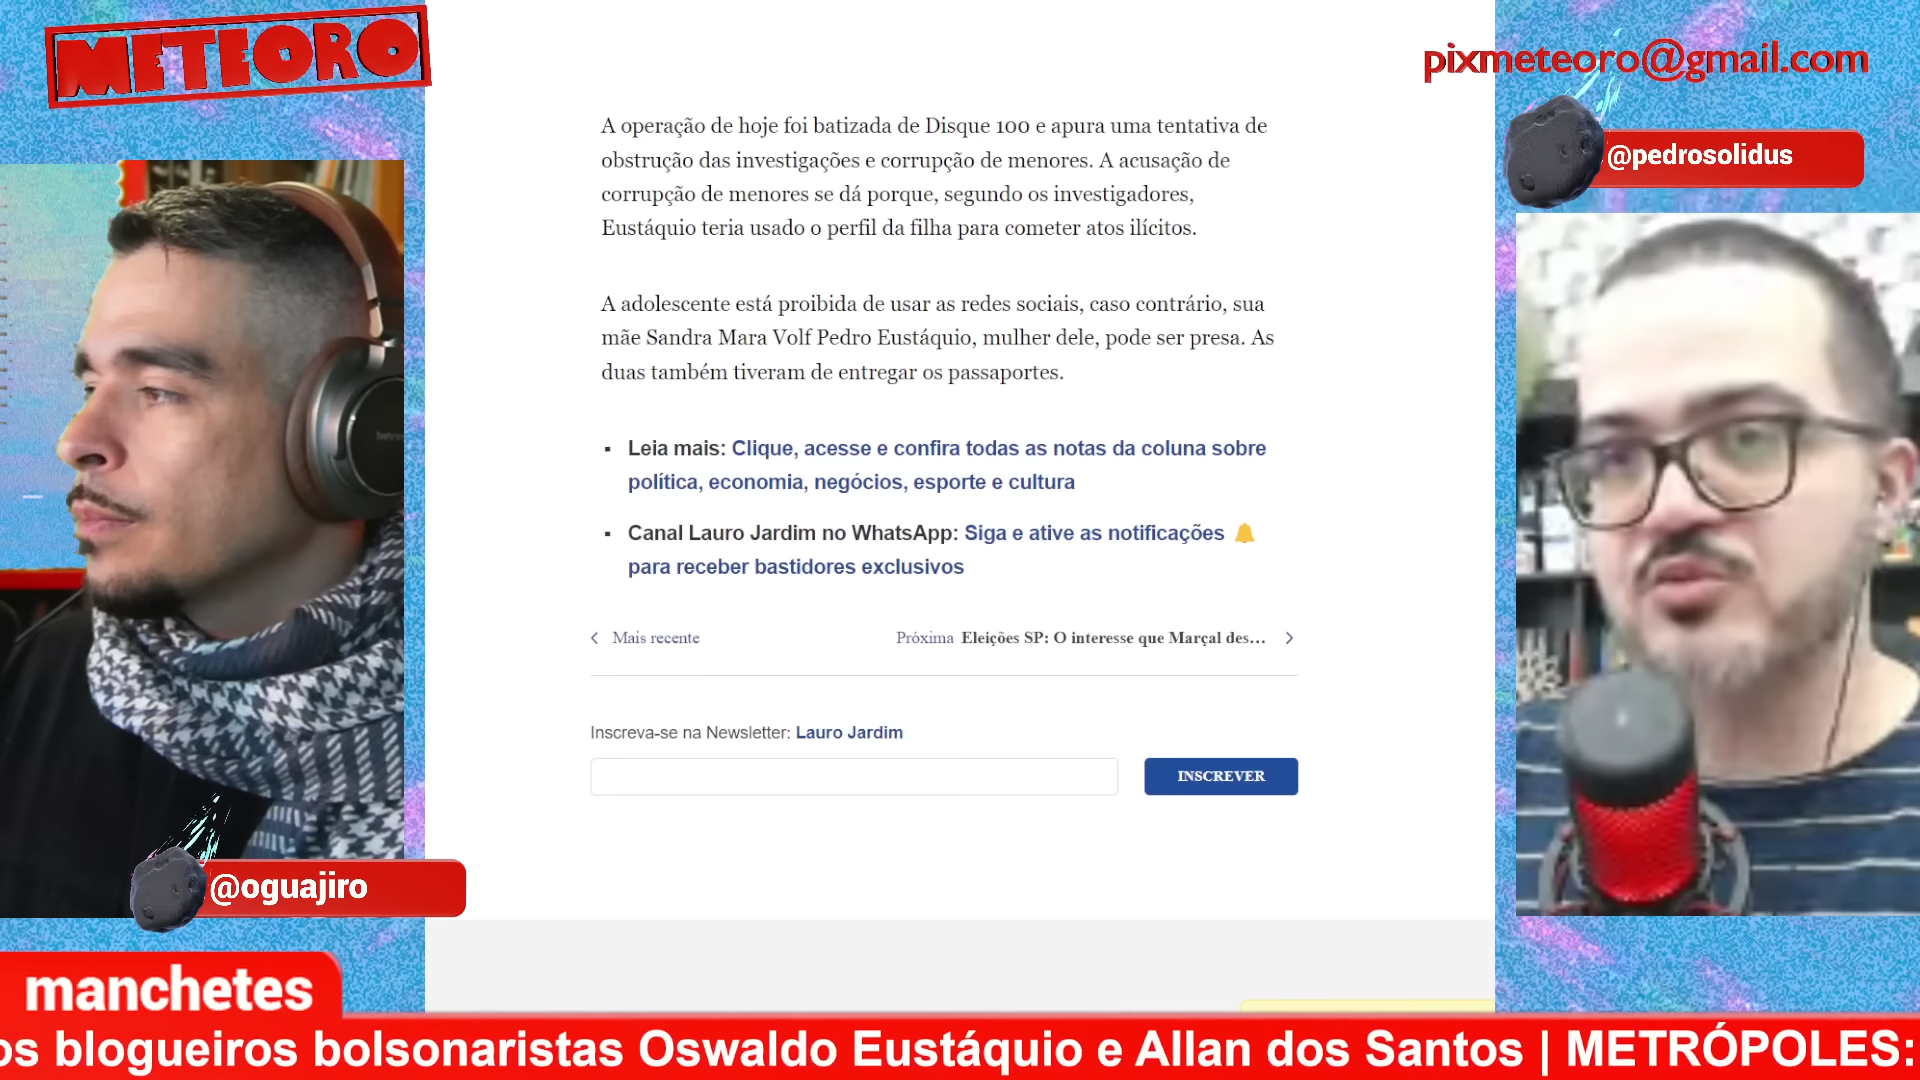 METEORO
pixmeteoro@gmail.com
@pedrosolidus
A operação de hoje foi batizada de Disque 100 e apura uma tentativa de
obstrução das investigações e corrupção de menores. A acusação de
corrupção de menores se dá porque, segundo os investigadores,
Eustáquio teria usado o perfil da filha para cometer atos ilícitos.
A adolescente está proibida de usar as redes sociais, caso contrário, sua
mãe Sandra Mara Volf Pedro Eustáquio, mulher dele, pode ser presa. As
duas também tiveram de entregar os passaportes.
▪ Leia mais: Clique, acesse e confira todas as notas da coluna sobre
política, economia, negócios, esporte e cultura
▪ Canal Lauro Jardim no WhatsApp: Siga e ative as notificações 🔔
para receber bastidores exclusivos
Mais recente
Próxima Eleições SP: O interesse que Marçal des...
Inscreva-se na Newsletter: Lauro Jardim
INSCREVER
@oguajiro
manchetes
os blogueiros bolsonaristas Oswaldo Eustáquio e Allan dos Santos | METRÓPOLES: